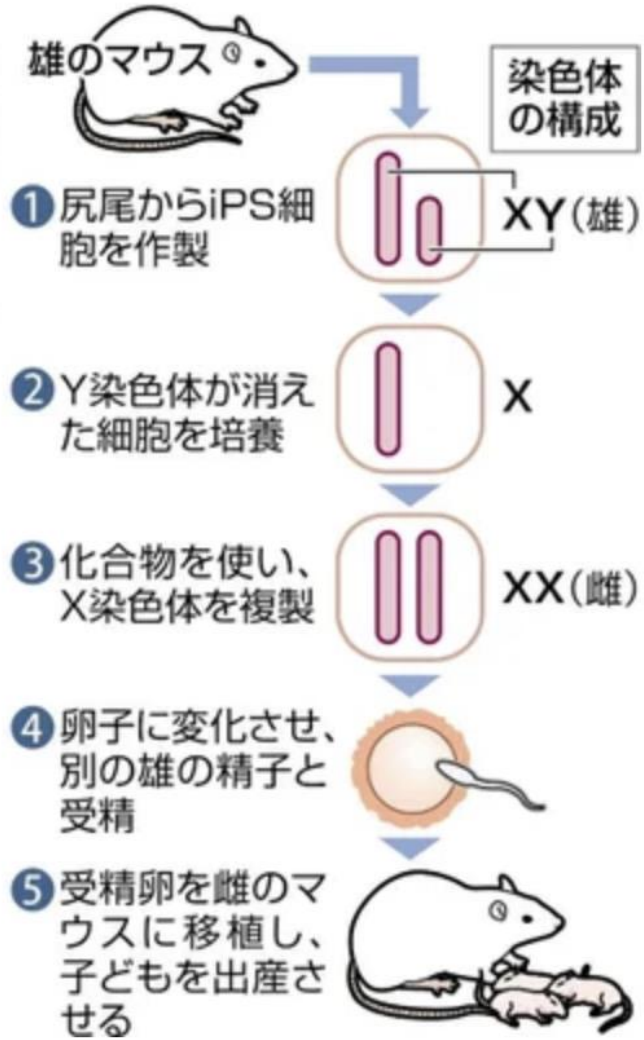 雄のマウス
染色体
の構成
❶尻尾からiPS細
胞を作製
XY(雄)
❷Y染色体が消え
た細胞を培養
X
❸化合物を使い、
X染色体を複製
XX(雌)
❹卵子に変化させ、
別の雄の精子と
受精
❺受精卵を雌のマ
ウスに移植し、
子どもを出産さ
せる